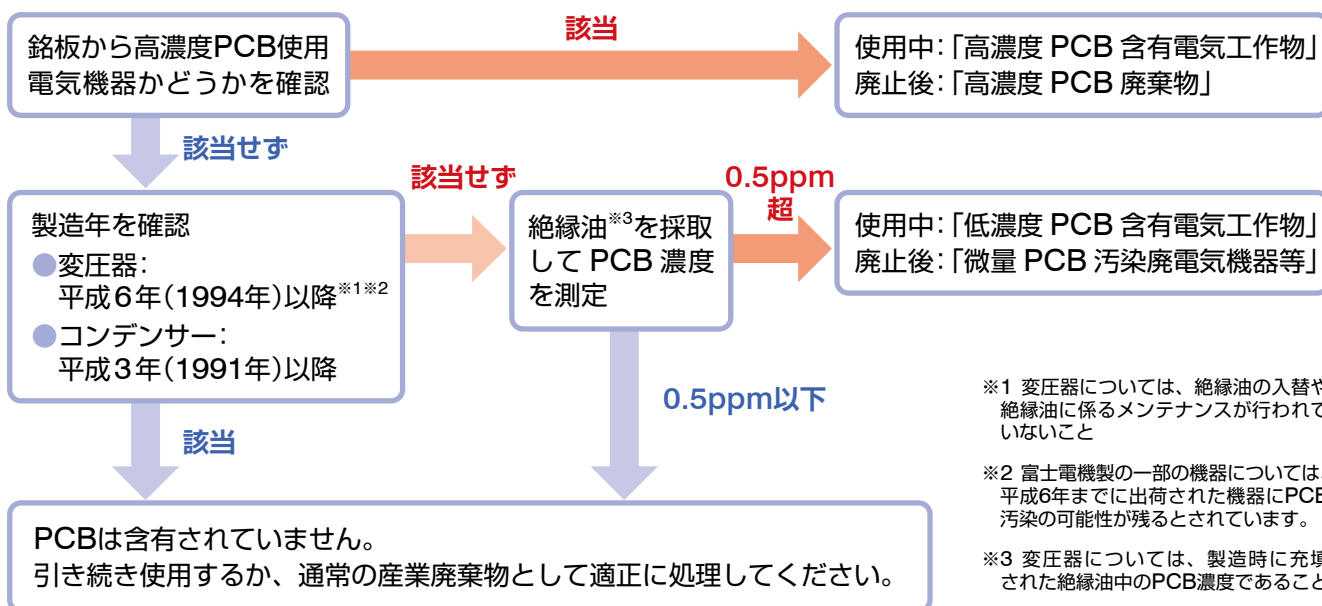 銘板から高濃度PCB使用
電気機器かどうかを確認
該当
使用中：「高濃度 PCB 含有電気工作物」
廃止後：「高濃度 PCB 廃棄物」
該当せず
製造年を確認
●変圧器：
平成6年（1994年）以降※1※2
●コンデンサー：
平成3年（1991年）以降
該当せず
絶縁油※3を採取
して PCB 濃度
を測定
0.5ppm
超
使用中：「低濃度 PCB 含有電気工作物」
廃止後：「微量 PCB 汚染廃電気機器等」
該当
0.5ppm以下
PCBは含有されていません。
引き続き使用するか、通常の産業廃棄物として適正に処理してください。
※1 変圧器については、絶縁油の入替や
絶縁油に係るメンテナンスが行われて
いないこと
※2 富士電機製の一部の機器については、
平成6年までに出荷された機器にPCB
汚染の可能性が残るとされています。
※3 変圧器については、製造時に充填
された絶縁油中のPCB濃度であること